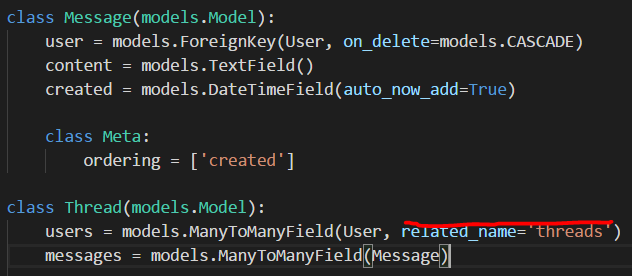 class Message(models.Model):
    user = models.ForeignKey(User, on_delete=models.CASCADE)
    content = models.TextField()
    created = models.DateTimeField(auto_now_add=True)

    class Meta:
        ordering = ['created']

class Thread(models.Model):
    users = models.ManyToManyField(User, related_name='threads')
    messages = models.ManyToManyField(Message)